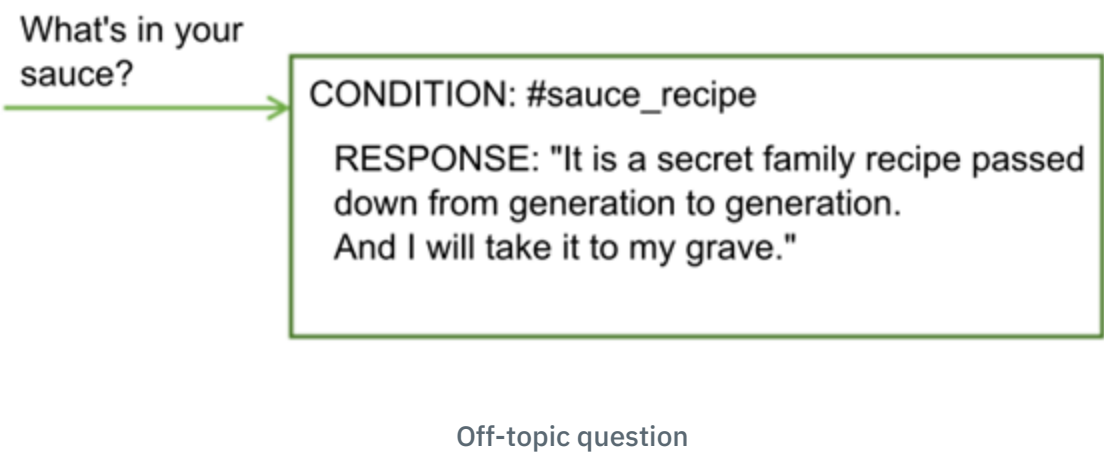 What's in your
sauce?
CONDITION: #sauce_recipe
RESPONSE: "It is a secret family recipe passed
down from generation to generation.
And I will take it to my grave."
Off-topic question